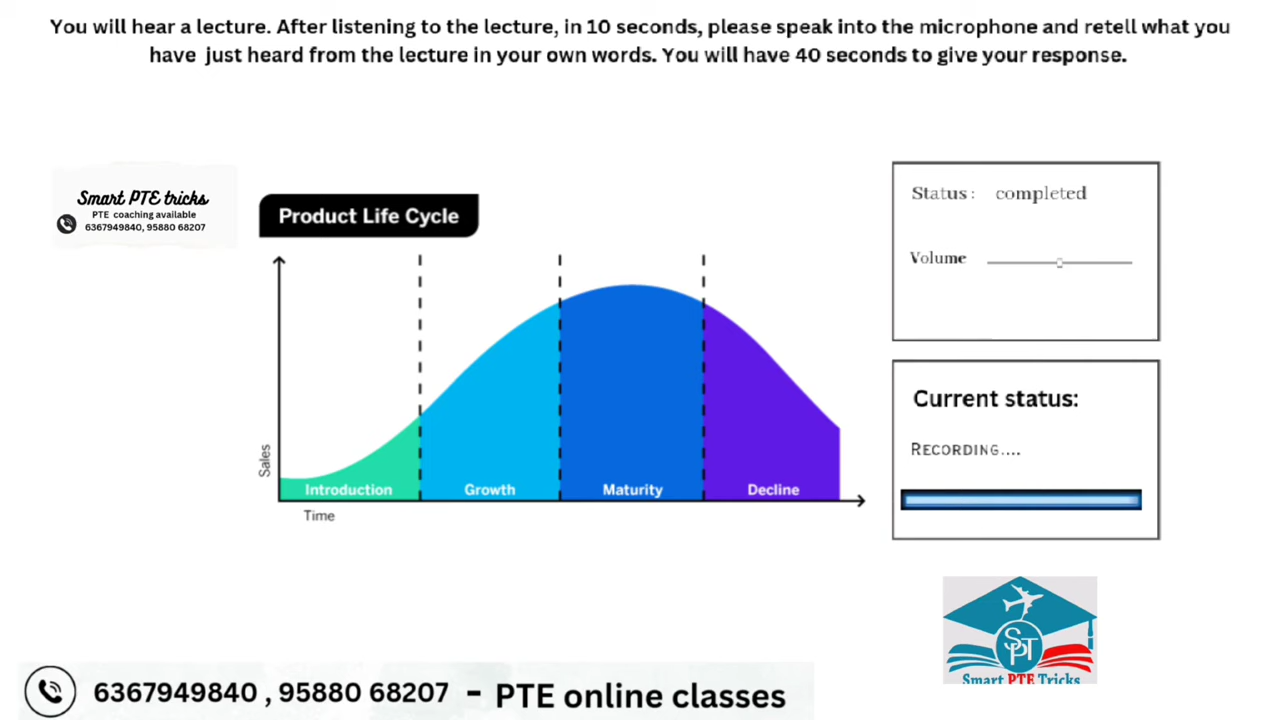 You will hear a lecture. After listening to the lecture, in 10 seconds, please speak into the microphone and retell what you
have just heard from the lecture in your own words. You will have 40 seconds to give your response.
Smart PTE tricks
PTE coaching available
6367949840, 95880 68207
Product Life Cycle
Sales
Introduction
Growth
Maturity
Decline
Time
Status: completed
Volume
Current status:
RECORDING....
SPT
Smart PTE Tricks
6367949840 , 95880 68207 - PTE online classes